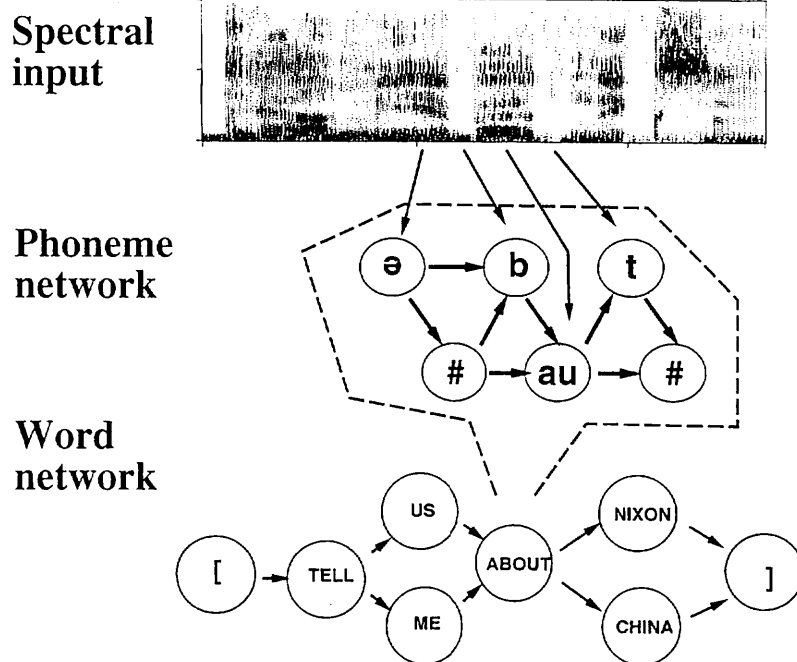 Spectral
input
Phoneme
network
ə b t
# au #
Word
network
US NIXON
[ TELL ABOUT ]
ME CHINA